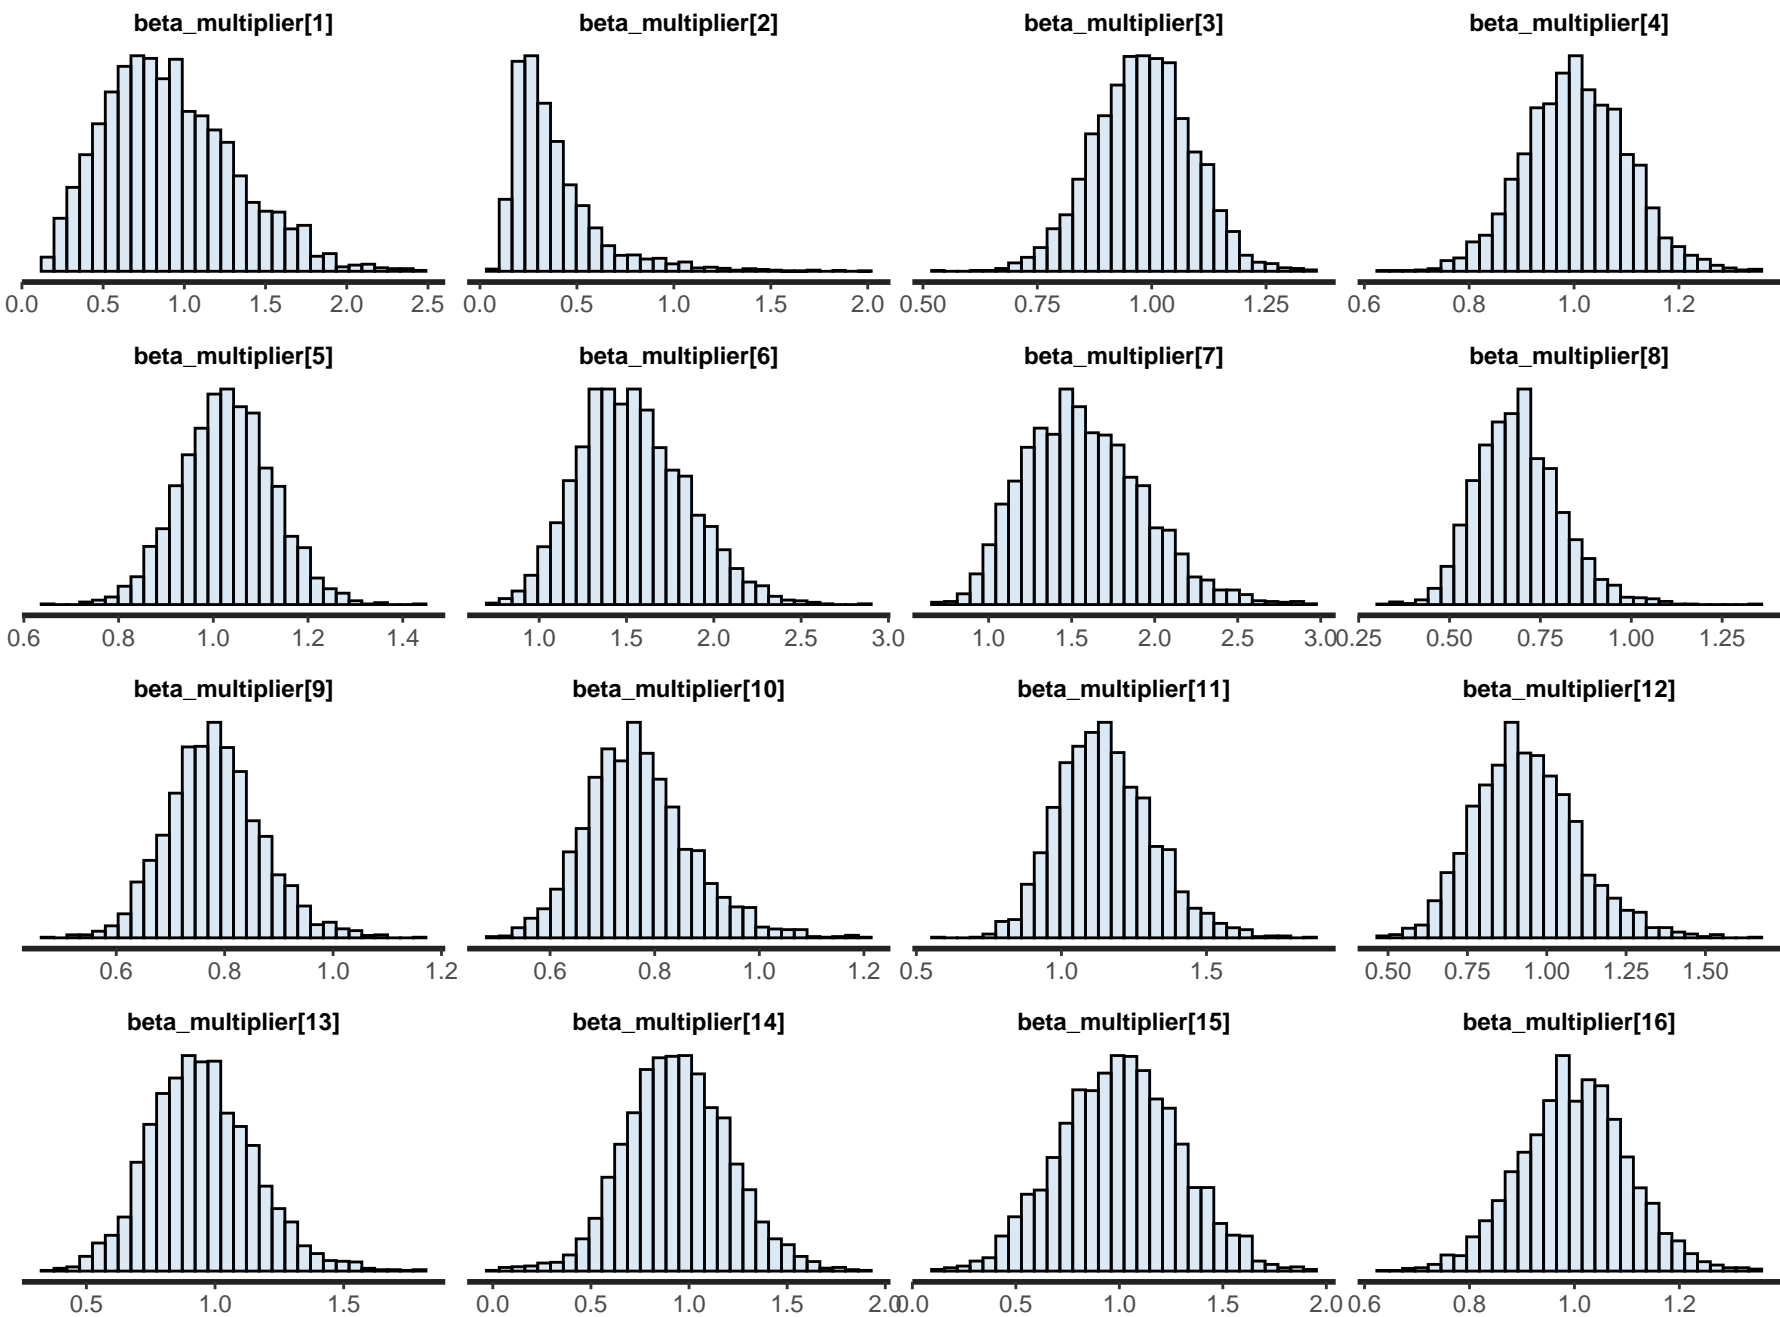 beta_multiplier[1] beta_multiplier[2] beta_multiplier[3] beta_multiplier[4]
0.0 0.5 1.0 1.5 2.0 2.5 0.0 0.5 1.0 1.5 2.0 0.50 0.75 1.00 1.25 0.6 0.8 1.0 1.2
beta_multiplier[5] beta_multiplier[6] beta_multiplier[7] beta_multiplier[8]
0.6 0.8 1.0 1.2 1.4 1.0 1.5 2.0 2.5 3.0 1.0 1.5 2.0 2.5 3.0 0.25 0.50 0.75 1.00 1.25
beta_multiplier[9] beta_multiplier[10] beta_multiplier[11] beta_multiplier[12]
0.6 0.8 1.0 1.2 0.6 0.8 1.0 1.2 0.5 1.0 1.5 0.50 0.75 1.00 1.25 1.50
beta_multiplier[13] beta_multiplier[14] beta_multiplier[15] beta_multiplier[16]
0.5 1.0 1.5 0.0 0.5 1.0 1.5 2.0 0.0 0.5 1.0 1.5 2.0 0.6 0.8 1.0 1.2